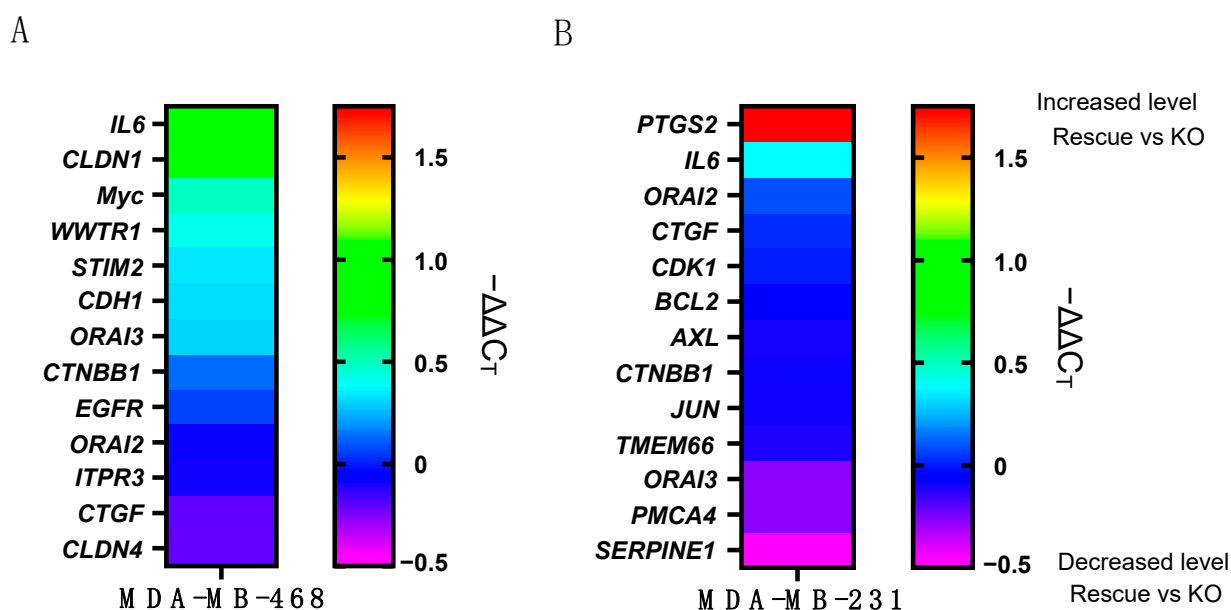 A
IL6
CLDN1
Myc
WWTR1
STIM2
CDH1
ORAI3
CTNBB1
EGFR
ORAI2
ITPR3
CTGF
CLDN4
MDA-MB-468
1.5
1.0
0.5
0
−0.5
−ΔΔCT
B
PTGS2
IL6
ORAI2
CTGF
CDK1
BCL2
AXL
CTNBB1
JUN
TMEM66
ORAI3
PMCA4
SERPINE1
MDA-MB-231
1.5
1.0
0.5
0
−0.5
−ΔΔCT
Increased level
Rescue vs KO
Decreased level
Rescue vs KO